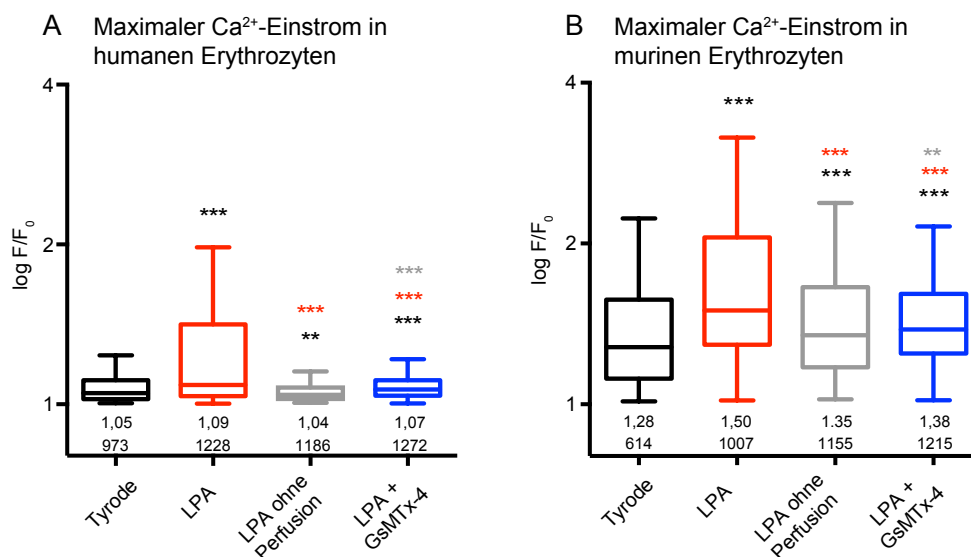 A
Maximaler Ca²⁺-Einstrom in
humanen Erythrozyten
log F/F₀
4
2
1
***
***
**
***
***
***
1,05 1,09 1,04 1,07
973 1228 1186 1272
Tyrode
LPA
LPA ohne
Perfusion
LPA +
GsMTx-4
B
Maximaler Ca²⁺-Einstrom in
murinen Erythrozyten
log F/F₀
4
2
1
***
***
***
**
***
***
1,28 1,50 1.35 1,38
614 1007 1155 1215
Tyrode
LPA
LPA ohne
Perfusion
LPA +
GsMTx-4